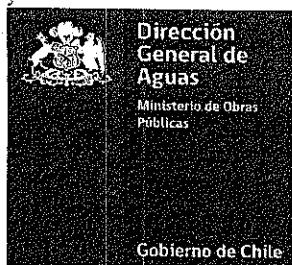 Dirección
General de
Aguas
Ministerio de Obras
Públicas
Gobierno de Chile